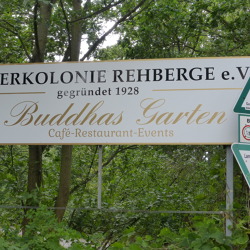 ERKOLONIE REHBERGE e.V
gegründet 1928
Buddhas Garten
Café-Restaurant-Events